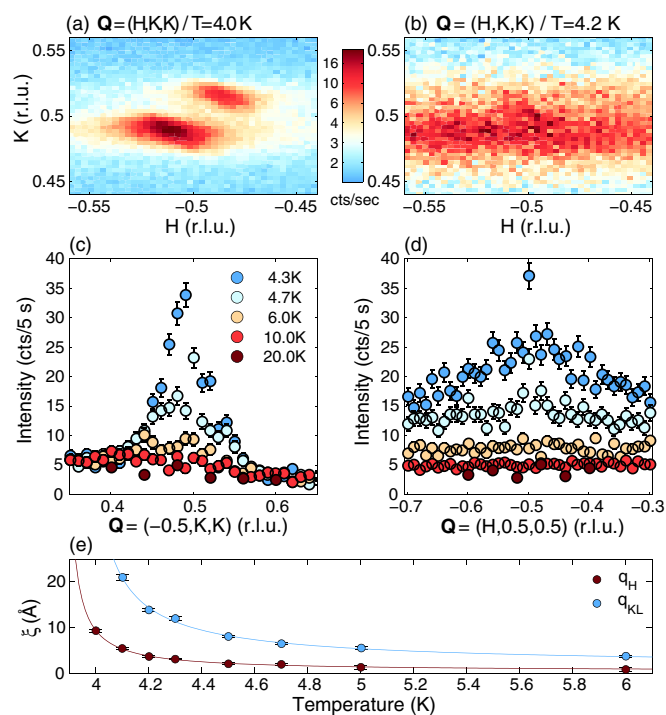 (a) Q = (H,K,K) / T=4.0 K
(b) Q = (H,K,K) / T=4.2 K
0.55
0.5
0.45
K (r.l.u.)
−0.55 −0.5 −0.45
H (r.l.u.)
16
8
6
4
3
2
cts/sec
0.55
0.5
0.45
−0.55 −0.5 −0.45
H (r.l.u.)
(c)
40
35
30
25
20
15
10
5
0
Intensity (cts/5 s)
4.3K
4.7K
6.0K
10.0K
20.0K
0.4 0.5 0.6
Q = (−0.5,K,K) (r.l.u.)
(d)
40
35
30
25
20
15
10
5
0
Intensity (cts/5 s)
−0.7 −0.6 −0.5 −0.4 −0.3
Q = (H,0.5,0.5) (r.l.u.)
(e)
20
10
0
ξ (Å)
qH
qKL
4 4.2 4.4 4.6 4.8 5 5.2 5.4 5.6 5.8 6
Temperature (K)